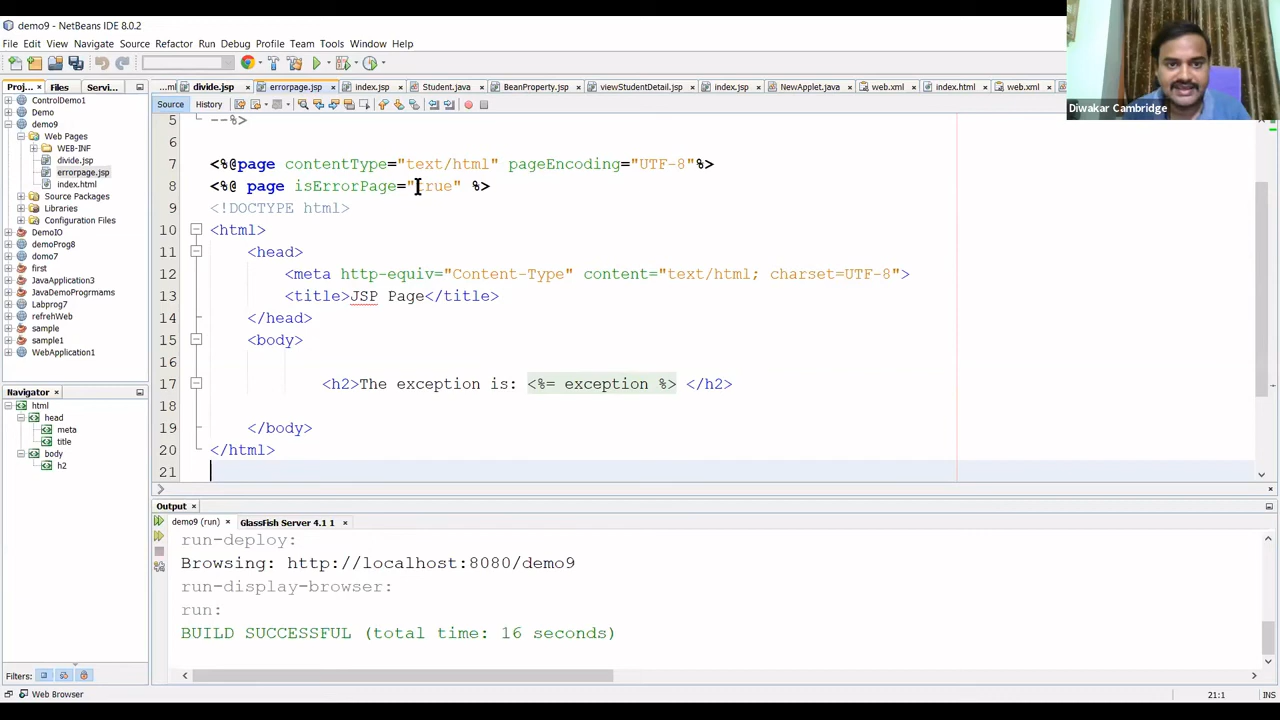 demo9 - NetBeans IDE 8.0.2
File Edit View Navigate Source Refactor Run Debug Profile Team Tools Window Help
Proj... × Files Servi...
...ml divide.jsp × errorpage.jsp × index.jsp × Student.java × BeanProperty.jsp × viewStudentDetail.jsp × index.jsp × NewApplet.java × web.xml × index.html × web.xml ×
Diwakar Cambridge
Source History
ControlDemo1
Demo
demo9
Web Pages
WEB-INF
divide.jsp
errorpage.jsp
index.html
Source Packages
Libraries
Configuration Files
DemoIO
demoProg8
domo7
first
JavaApplication3
JavaDemoProgrmams
Labprog7
refrehWeb
sample
sample1
WebApplication1
5 --%>
6
7 <%@page contentType="text/html" pageEncoding="UTF-8"%>
8 <%@ page isErrorPage="true" %>
9 <!DOCTYPE html>
10 <html>
11 <head>
12 <meta http-equiv="Content-Type" content="text/html; charset=UTF-8">
13 <title>JSP Page</title>
14 </head>
15 <body>
16
17 <h2>The exception is: <%= exception %> </h2>
18
19 </body>
20 </html>
21
Navigator ×
html
head
meta
title
body
h2
Filters:
Output ×
demo9 (run) × GlassFish Server 4.1 1 ×
run-deploy:
Browsing: http://localhost:8080/demo9
run-display-browser:
run:
BUILD SUCCESSFUL (total time: 16 seconds)
Web Browser
21:1 INS